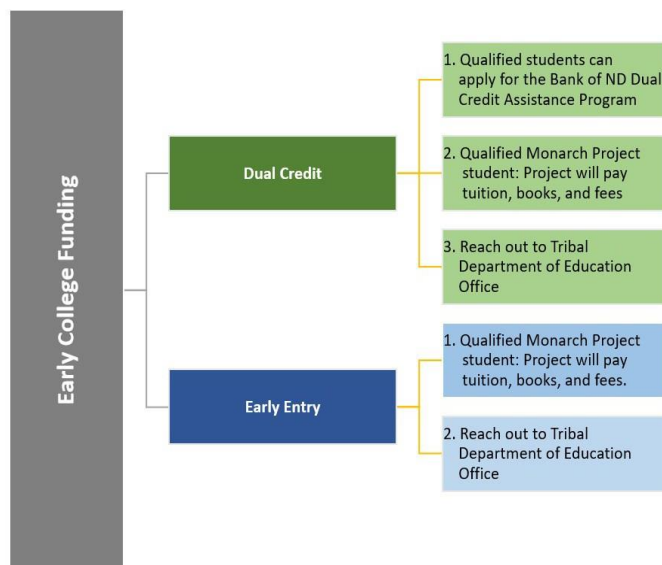 Early College Funding
Dual Credit
1. Qualified students can
apply for the Bank of ND Dual
Credit Assistance Program
2. Qualified Monarch Project
student: Project will pay
tuition, books, and fees
3. Reach out to Tribal
Department of Education
Office
Early Entry
1. Qualified Monarch Project
student: Project will pay
tuition, books, and fees.
2. Reach out to Tribal
Department of Education
Office